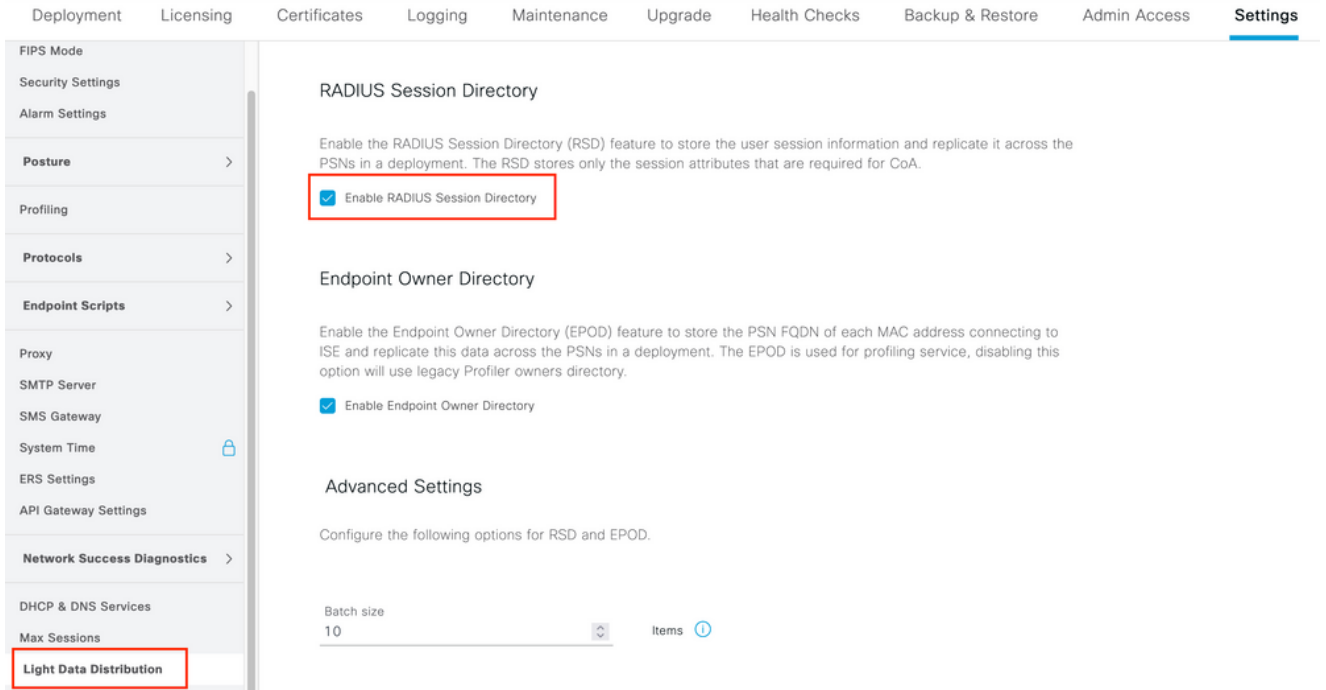 Deployment Licensing Certificates Logging Maintenance Upgrade Health Checks Backup & Restore Admin Access Settings
FIPS Mode
Security Settings
Alarm Settings
Posture
Profiling
Protocols
Endpoint Scripts
Proxy
SMTP Server
SMS Gateway
System Time
ERS Settings
API Gateway Settings
Network Success Diagnostics
DHCP & DNS Services
Max Sessions
Light Data Distribution
RADIUS Session Directory
Enable the RADIUS Session Directory (RSD) feature to store the user session information and replicate it across the
PSNs in a deployment. The RSD stores only the session attributes that are required for CoA.
Enable RADIUS Session Directory
Endpoint Owner Directory
Enable the Endpoint Owner Directory (EPOD) feature to store the PSN FQDN of each MAC address connecting to
ISE and replicate this data across the PSNs in a deployment. The EPOD is used for profiling service, disabling this
option will use legacy Profiler owners directory.
Enable Endpoint Owner Directory
Advanced Settings
Configure the following options for RSD and EPOD.
Batch size
10 Items